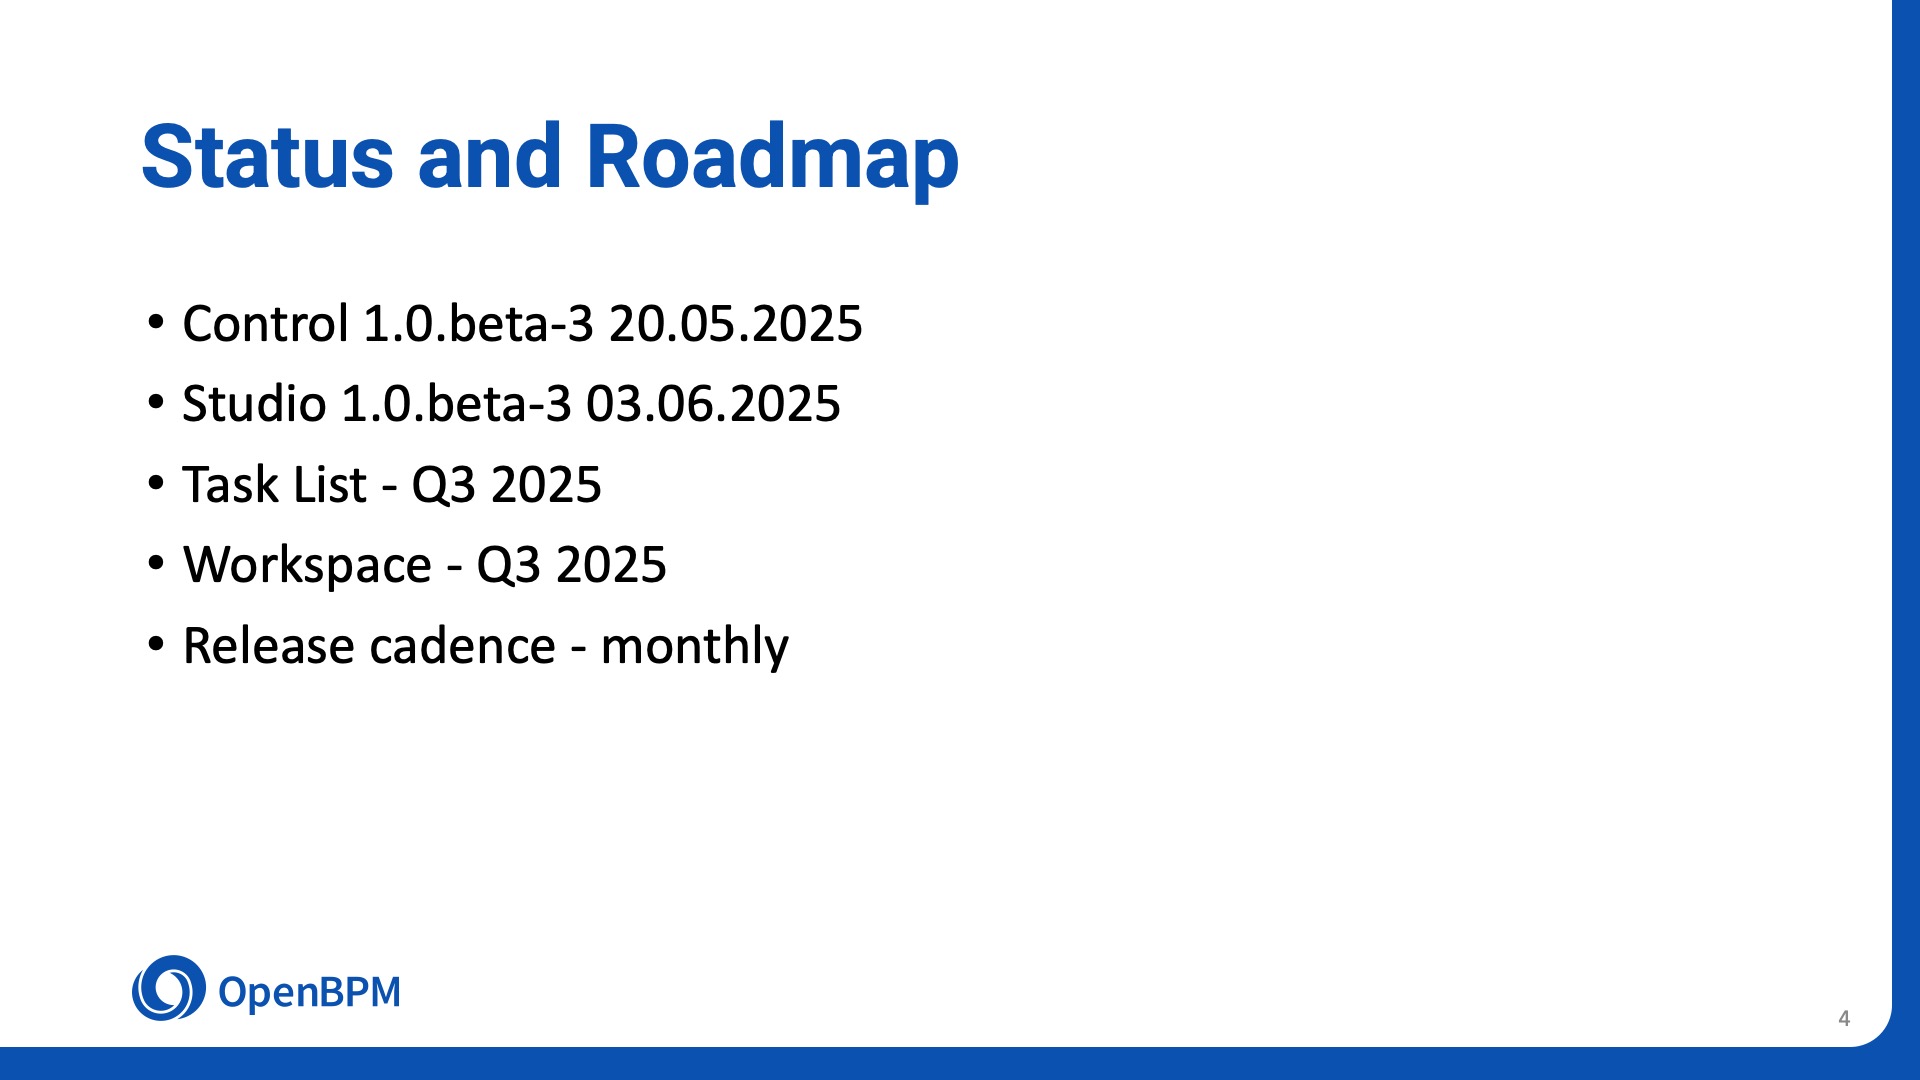 Status and Roadmap
• Control 1.0.beta-3 20.05.2025
• Studio 1.0.beta-3 03.06.2025
• Task List - Q3 2025
• Workspace - Q3 2025
• Release cadence - monthly
OpenBPM
4